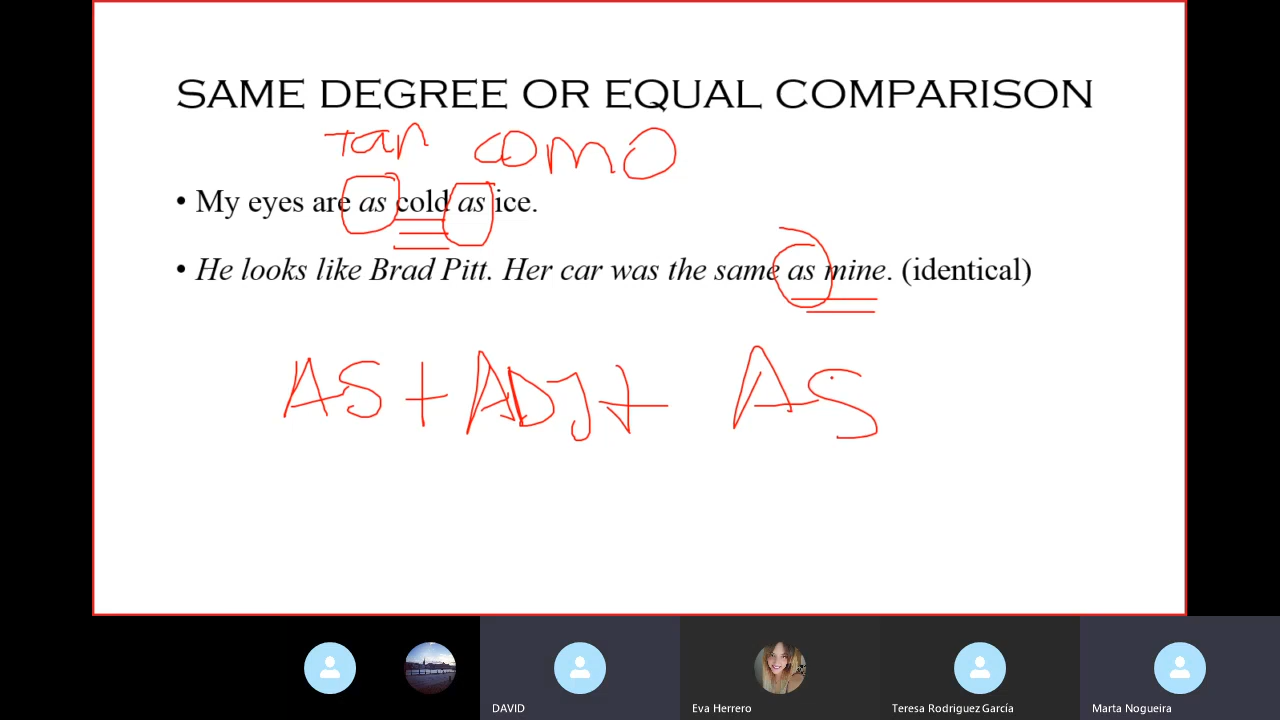 SAME DEGREE OR EQUAL COMPARISON
Tan como
• My eyes are as cold as ice.
• He looks like Brad Pitt. Her car was the same as mine. (identical)
AS + ADJ + AS
DAVID
Eva Herrero
Teresa Rodriguez García
Marta Nogueira